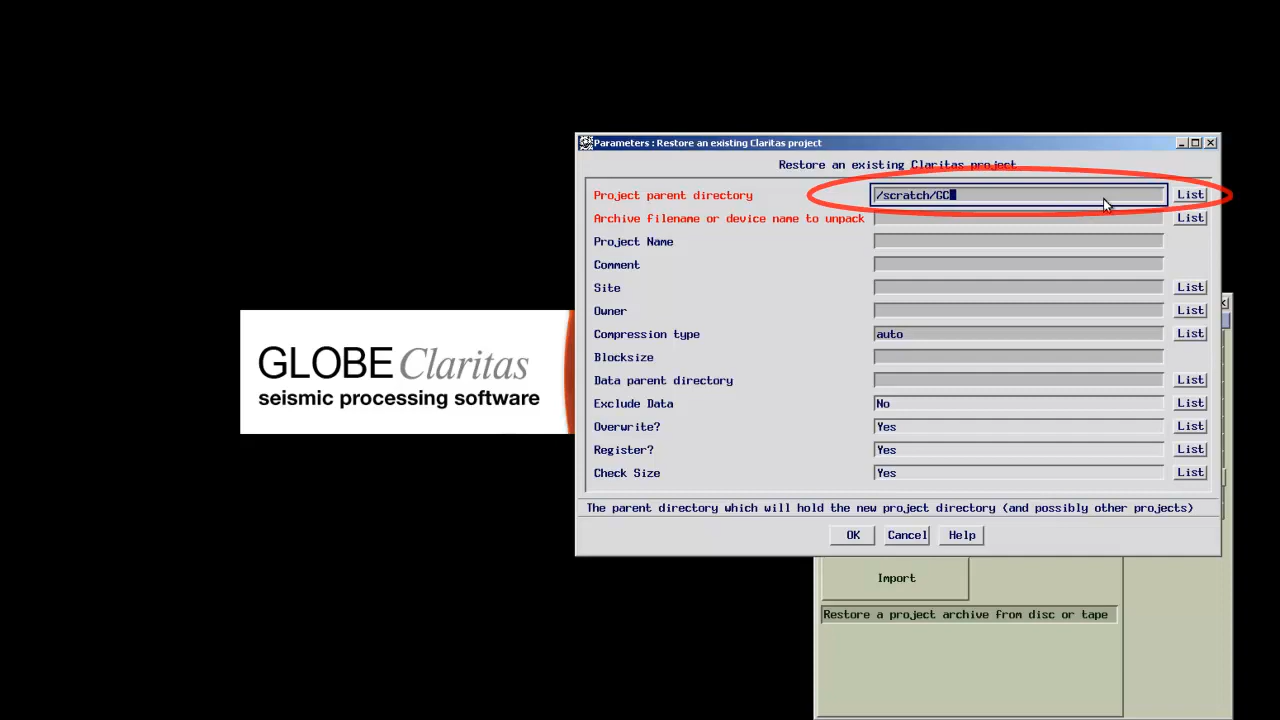 Parameters : Restore an existing Claritas project
Restore an existing Claritas project
Project parent directory /scratch/GC List
Archive filename or device name to unpack List
Project Name
Comment
Site List
Owner List
Compression type auto List
Blocksize
Data parent directory List
Exclude Data No List
Overwrite? Yes List
Register? Yes List
Check Size Yes List
The parent directory which will hold the new project directory (and possibly other projects)
OK Cancel Help
GLOBE Claritas
seismic processing software
Import
Restore a project archive from disc or tape